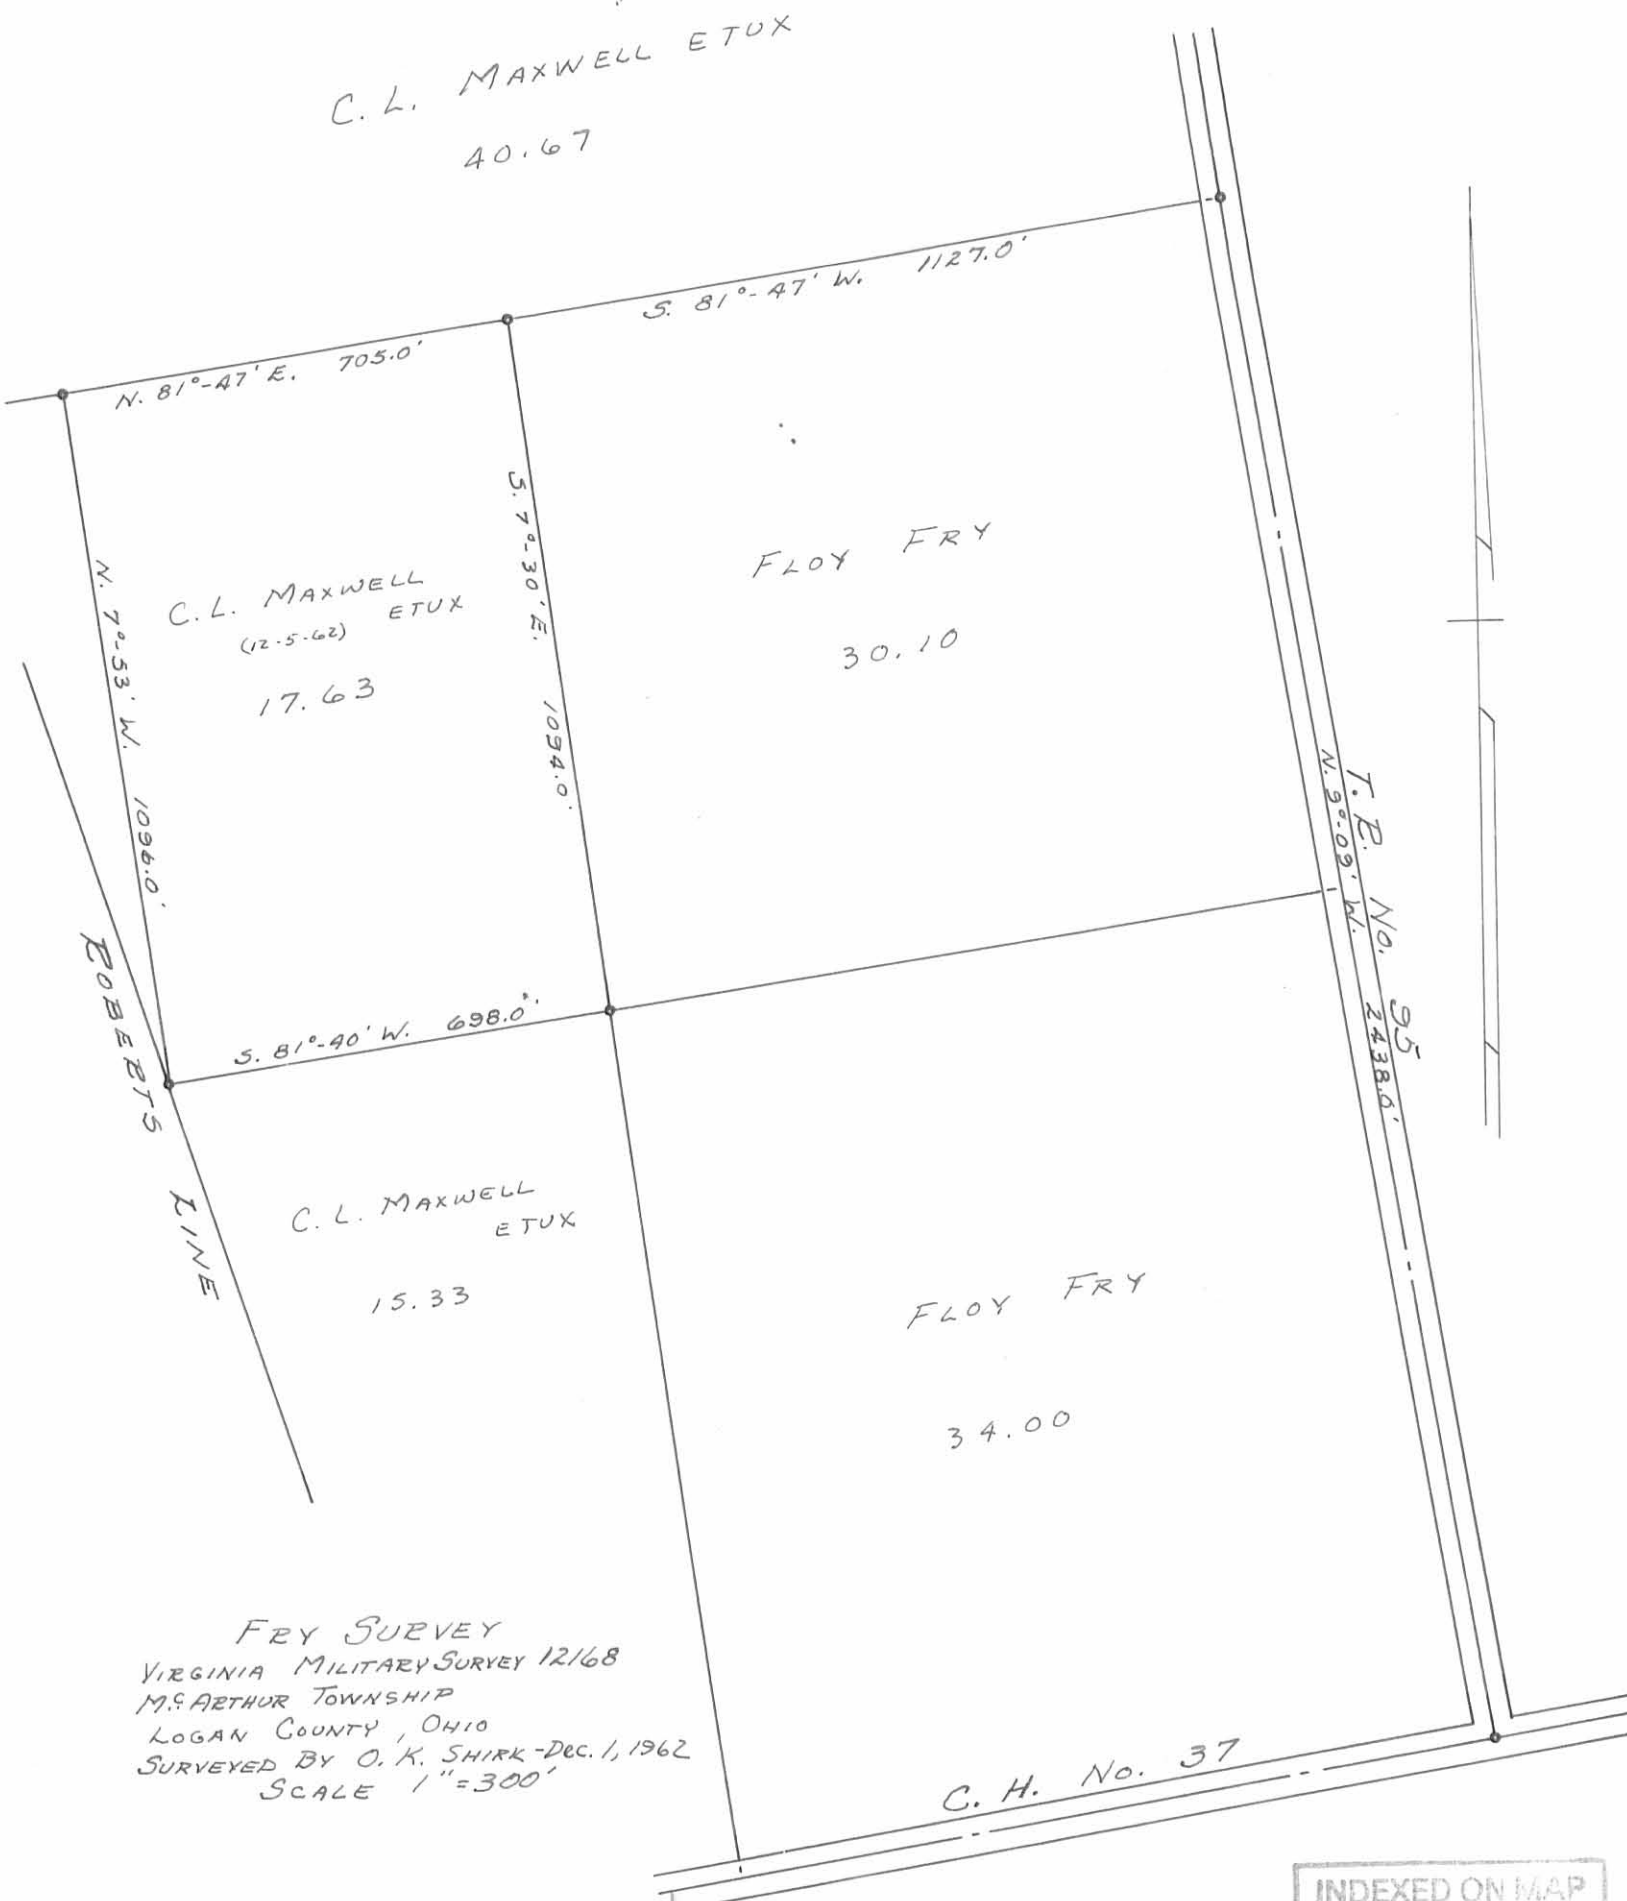 C. L. MAXWELL ETUX
40.67
S. 81°-47' W. 1127.0'
N. 81°-47' E. 705.0'
S. 7°-30' E. 1094.0'
N. 7°-53' W. 1096.0'
C. L. MAXWELL
ETUX
(12.5.62)
17.63
FLOY FRY
30.10
T. R. No. 95
N. 9°-09' W. 2438.0'
S. 81°-40' W. 698.0'
ROBERTS LINE
C. L. MAXWELL
ETUX
15.33
FLOY FRY
34.00
FRY SURVEY
VIRGINIA MILITARY SURVEY 12168
Mc ARTHUR TOWNSHIP
LOGAN COUNTY, OHIO
SURVEYED BY O. K. SHIRK - DEC. 1, 1962
SCALE 1" = 300'
C. H. No. 37
INDEXED ON MAP